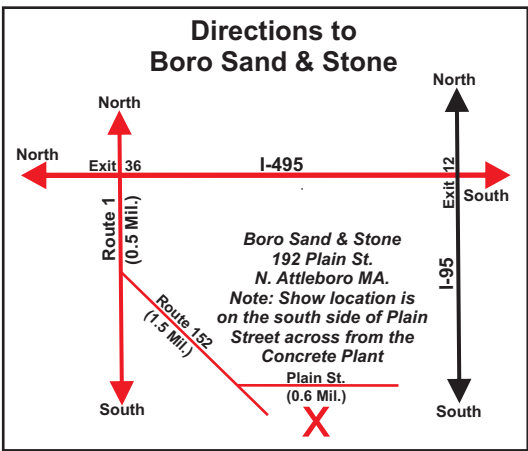 Directions to
Boro Sand & Stone
North
North
North
Exit 36
I-495
Exit 12
South
Route 1
(0.5 Mil.)
I-95
Boro Sand & Stone
192 Plain St.
N. Attleboro MA.
Note: Show location is
on the south side of Plain
Street across from the
Concrete Plant
Route 152
(1.5 Mil.)
Plain St.
(0.6 Mil.)
X
South
South